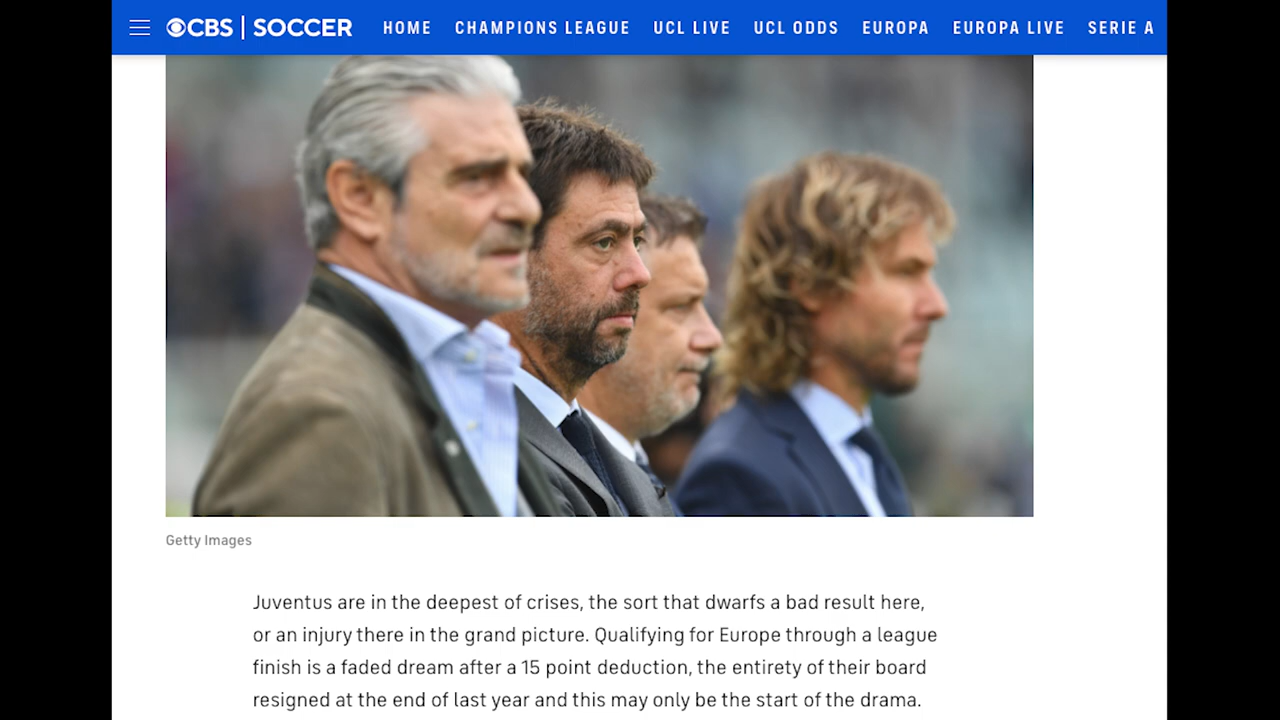 CBS | SOCCER HOME CHAMPIONS LEAGUE UCL LIVE UCL ODDS EUROPA EUROPA LIVE SERIE A
Getty Images
Juventus are in the deepest of crises, the sort that dwarfs a bad result here,
or an injury there in the grand picture. Qualifying for Europe through a league
finish is a faded dream after a 15 point deduction, the entirety of their board
resigned at the end of last year and this may only be the start of the drama.